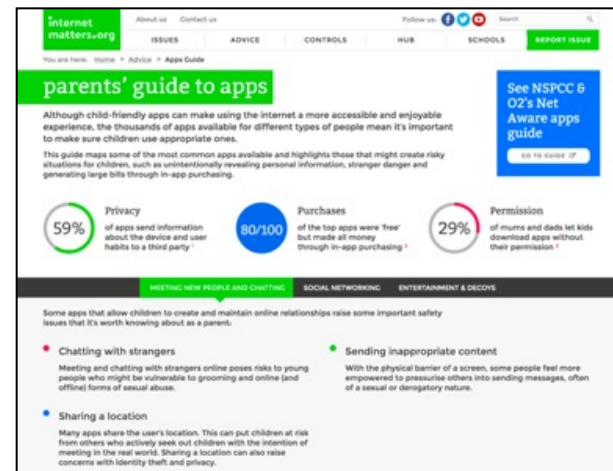 internet
matters.org
About us Contact us
Follow us:
Search
ISSUES ADVICE CONTROLS HUB SCHOOLS REPORT ISSUE
You are here: Home > Advice > Apps Guide
parents' guide to apps
Although child-friendly apps can make using the internet a more accessible and enjoyable
experience, the thousands of apps available for different types of people mean it's important
to make sure children use appropriate ones.
This guide maps some of the most common apps available and highlights those that might create risky
situations for children, such as unintentionally revealing personal information, stranger danger and
generating large bills through in-app purchasing.
See NSPCC &
O2's Net
Aware apps
guide
GO TO GUIDE
59%
Privacy
of apps send information
about the device and user
habits to a third party 1
80/100
Purchases
of the top apps were 'free'
but made all money
through in-app purchasing 2
29%
Permission
of mums and dads let kids
download apps without
their permission 3
MEETING NEW PEOPLE AND CHATTING SOCIAL NETWORKING ENTERTAINMENT & DECOYS
Some apps that allow children to create and maintain online relationships raise some important safety
issues that it's worth knowing about as a parent:
Chatting with strangers
Meeting and chatting with strangers online poses risks to young
people who might be vulnerable to grooming and online (and
offline) forms of sexual abuse.
Sending inappropriate content
With the physical barrier of a screen, some people feel more
empowered to pressurise others into sending messages, often
of a sexual or derogatory nature.
Sharing a location
Many apps share the user's location. This can put children at risk
from others who actively seek out children with the intention of
meeting in the real world. Sharing a location can also raise
concerns with identity theft and privacy.